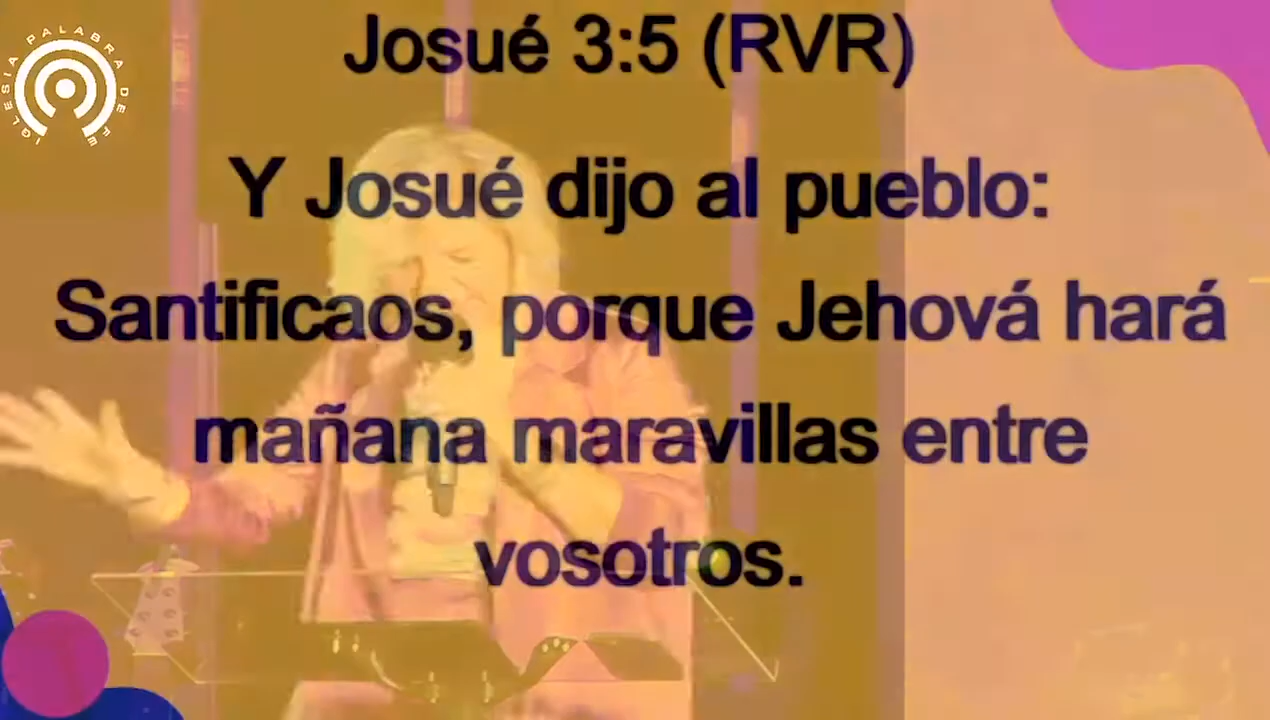 IGLESIA PALABRA DE FE
Josué 3:5 (RVR)
Y Josué dijo al pueblo:
Santificaos, porque Jehová hará
mañana maravillas entre
vosotros.